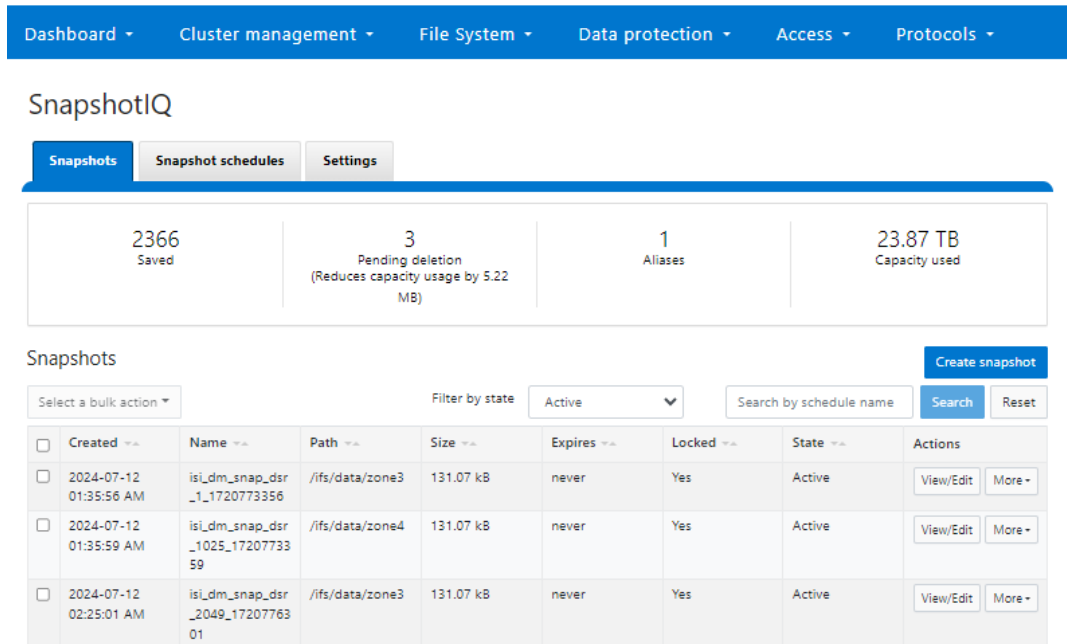 Dashboard Cluster management File System Data protection Access Protocols
SnapshotIQ
Snapshots Snapshot schedules Settings
2366
Saved
3
Pending deletion
(Reduces capacity usage by 5.22
MB)
1
Aliases
23.87 TB
Capacity used
Snapshots
Create snapshot
Select a bulk action Filter by state Active Search by schedule name Search Reset
Created Name Path Size Expires Locked State Actions
2024-07-12 isi_dm_snap_dsr /ifs/data/zone3 131.07 kB never Yes Active View/Edit More
01:35:56 AM _1_1720773356
2024-07-12 isi_dm_snap_dsr /ifs/data/zone4 131.07 kB never Yes Active View/Edit More
01:35:59 AM _1025_17207733
59
2024-07-12 isi_dm_snap_dsr /ifs/data/zone3 131.07 kB never Yes Active View/Edit More
02:25:01 AM _2049_17207763
01